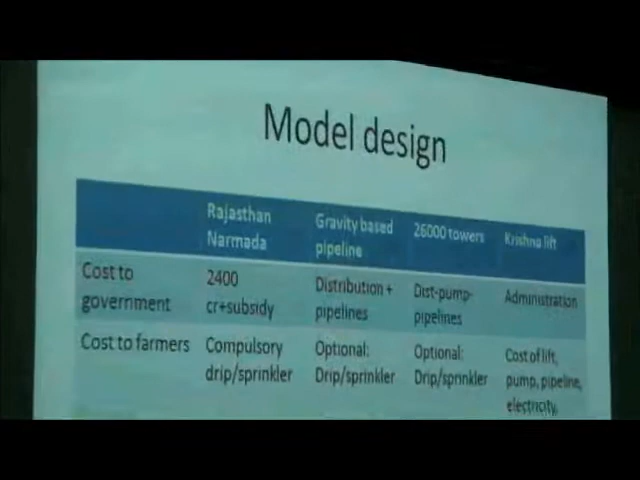 Model design
Rajasthan Narmada
Gravity based pipeline
26000 towers
Krishna lift
Cost to government
2400 cr+subsidy
Distribution + pipelines
Dist-pump-pipelines
Administration
Cost to farmers
Compulsory drip/sprinkler
Optional: Drip/sprinkler
Optional: Drip/sprinkler
Cost of lift, pump, pipeline, electricity,